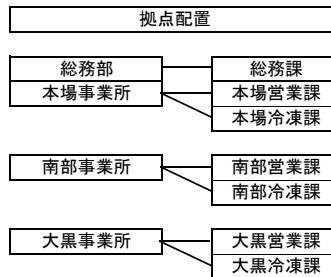 拠点配置
総務部 総務課
本場事業所 本場営業課
本場冷凍課
南部事業所 南部営業課
南部冷凍課
大黒事業所 大黒営業課
大黒冷凍課